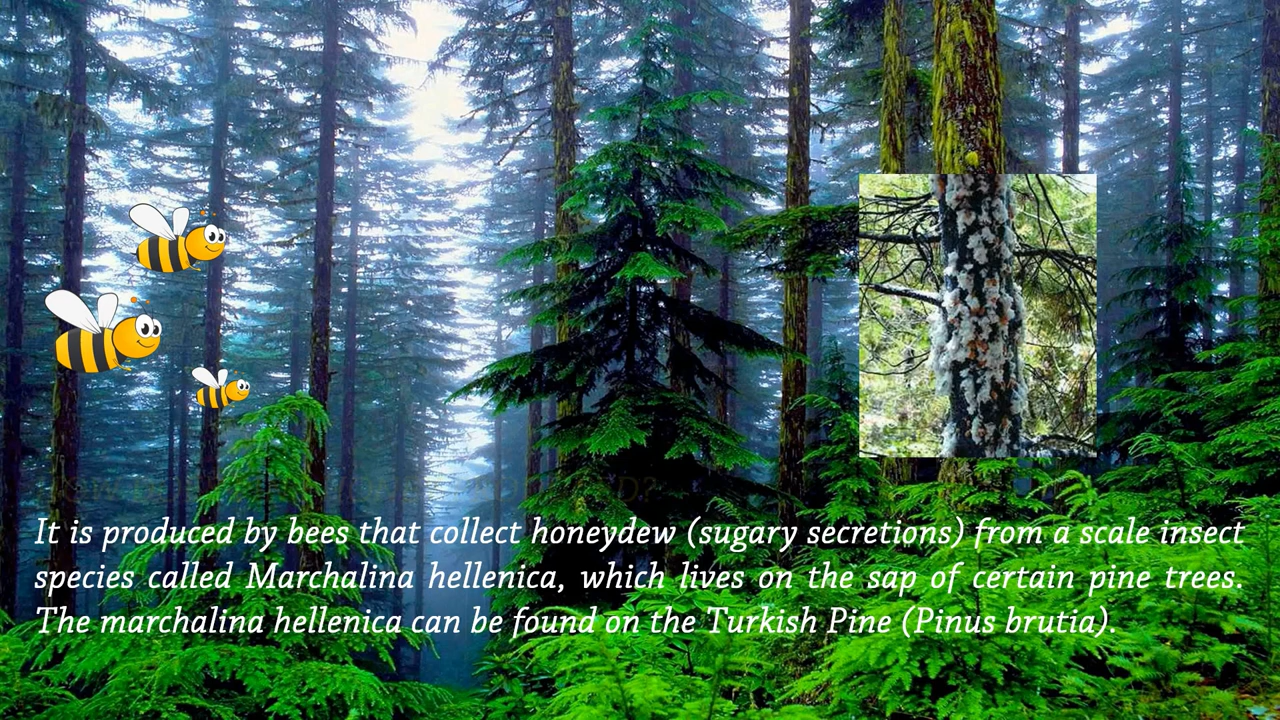 It is produced by bees that collect honeydew (sugary secretions) from a scale insect
species called Marchalina hellenica, which lives on the sap of certain pine trees.
The marchalina hellenica can be found on the Turkish Pine (Pinus brutia).